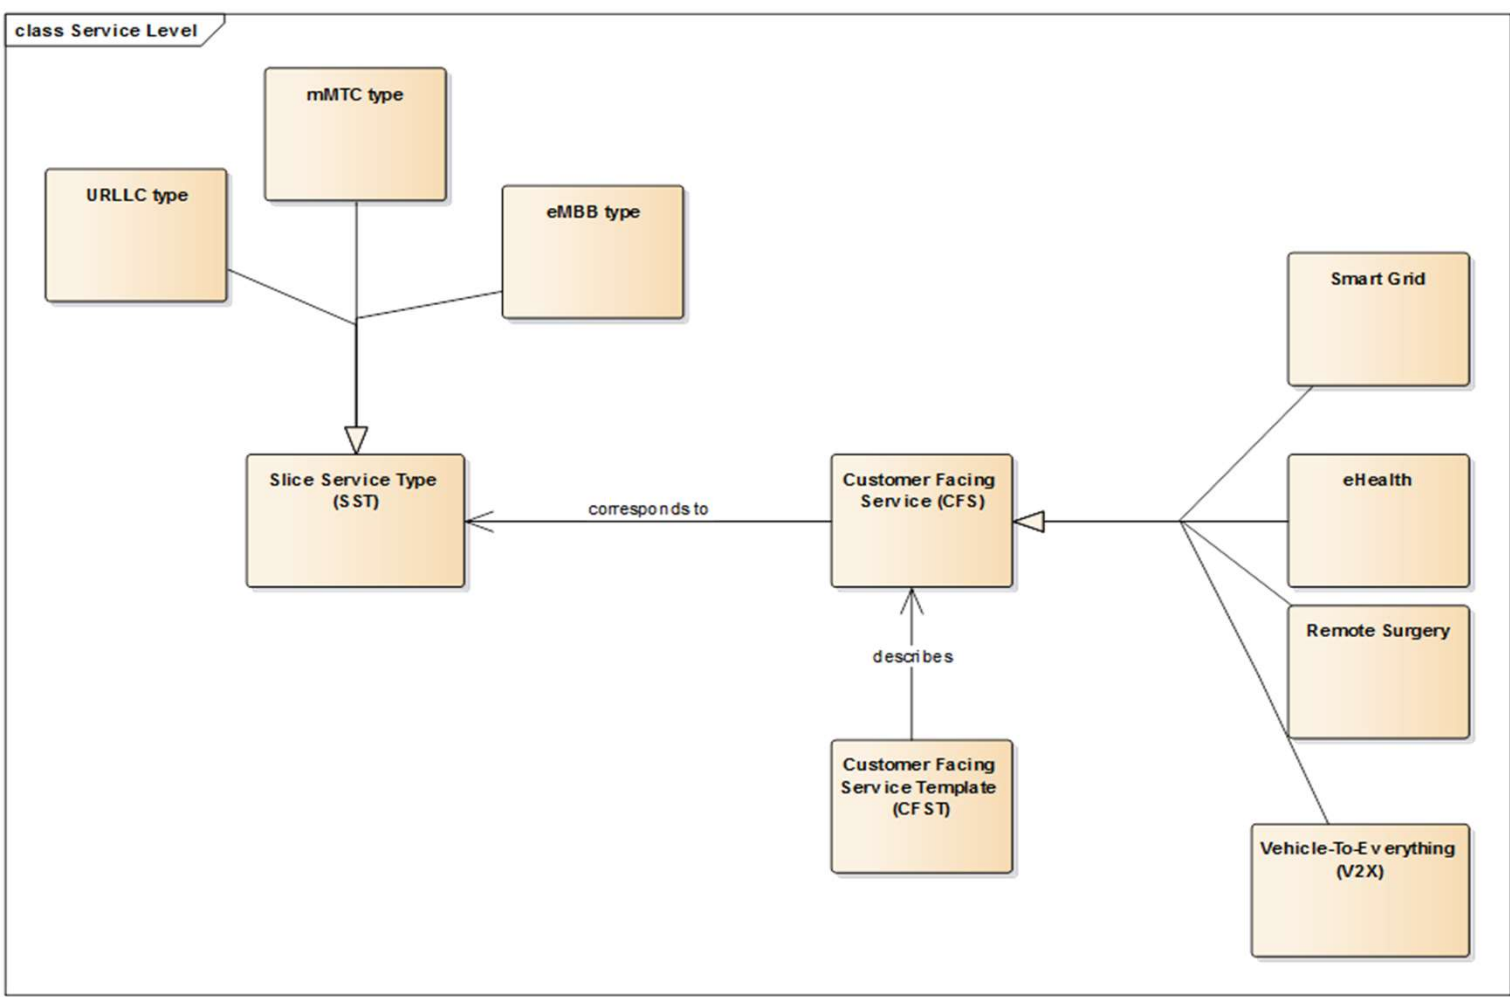 class Service Level
mMTC type
URLLC type
eMBB type
Smart Grid
Slice Service Type
(SST)
corresponds to
Customer Facing
Service (CFS)
eHealth
Remote Surgery
describes
Customer Facing
Service Template
(CFST)
Vehicle-To-Everything
(V2X)